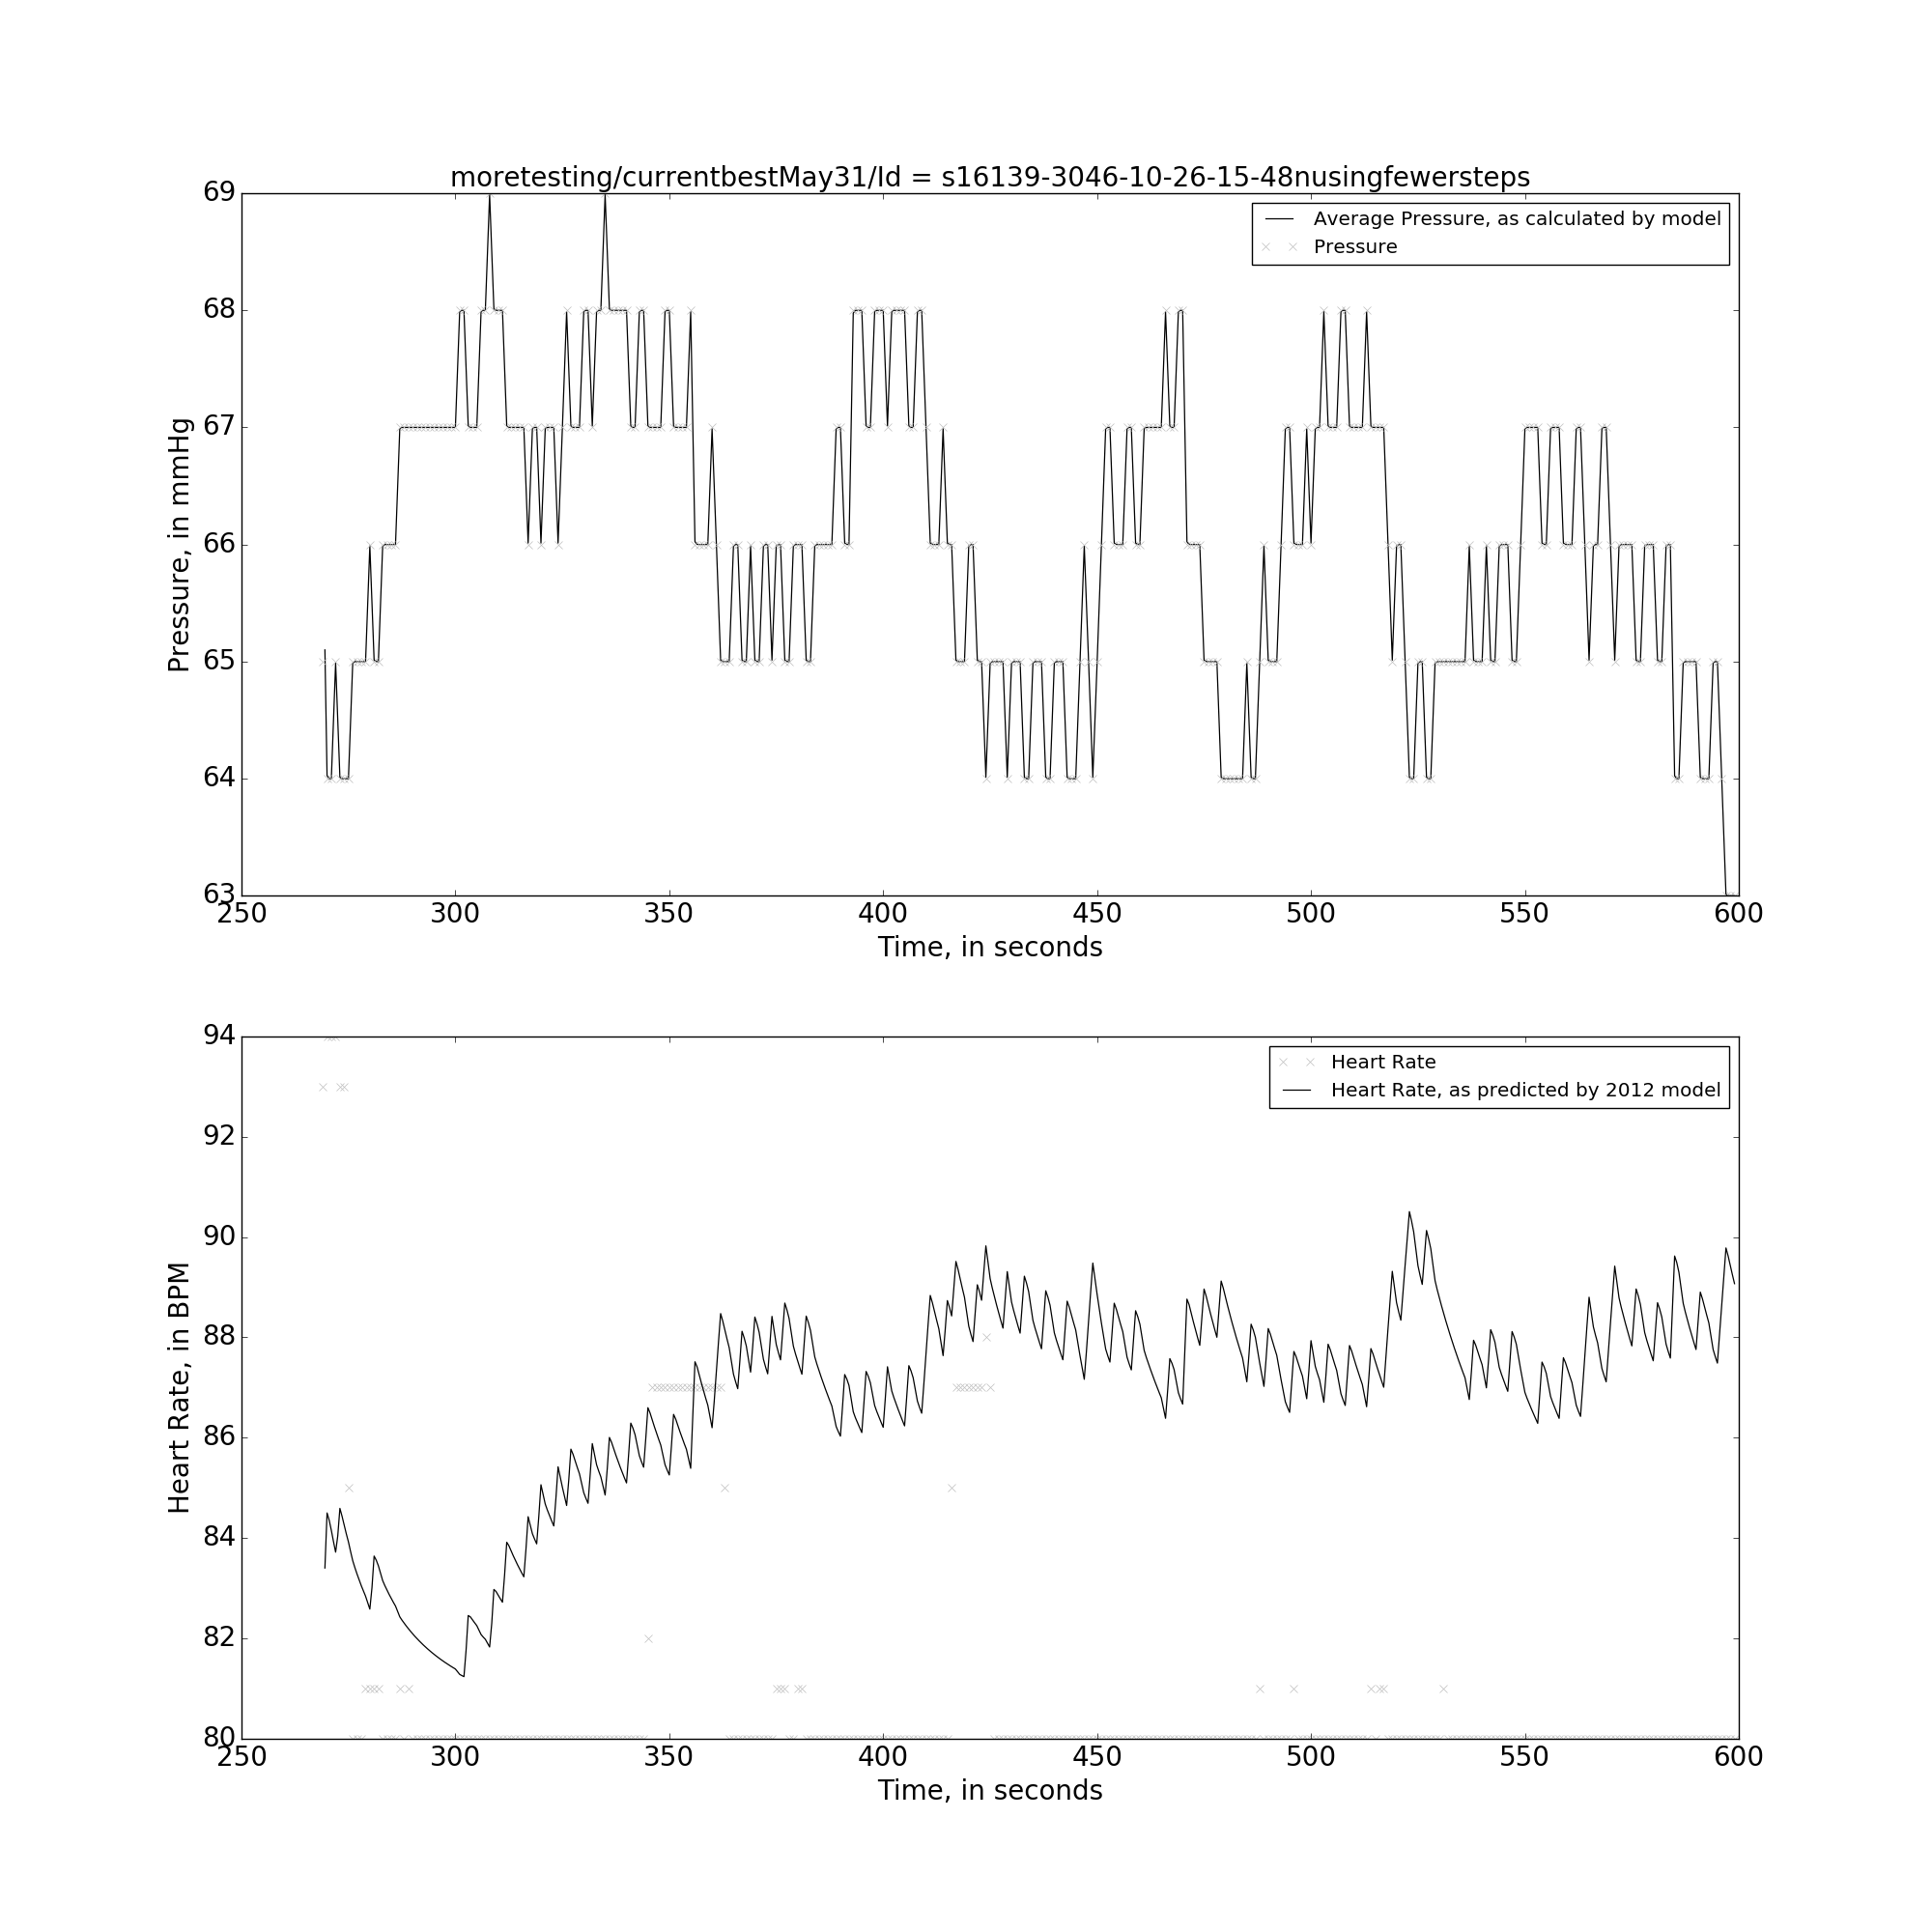 moretesting/currentbestMay31/Id = s16139-3046-10-26-15-48nusingfewersteps
Average Pressure, as calculated by model
Pressure
Pressure, in mmHg
69
68
67
66
65
64
63
250 300 350 400 450 500 550 600
Time, in seconds
Heart Rate
Heart Rate, as predicted by 2012 model
Heart Rate, in BPM
94
92
90
88
86
84
82
80
250 300 350 400 450 500 550 600
Time, in seconds